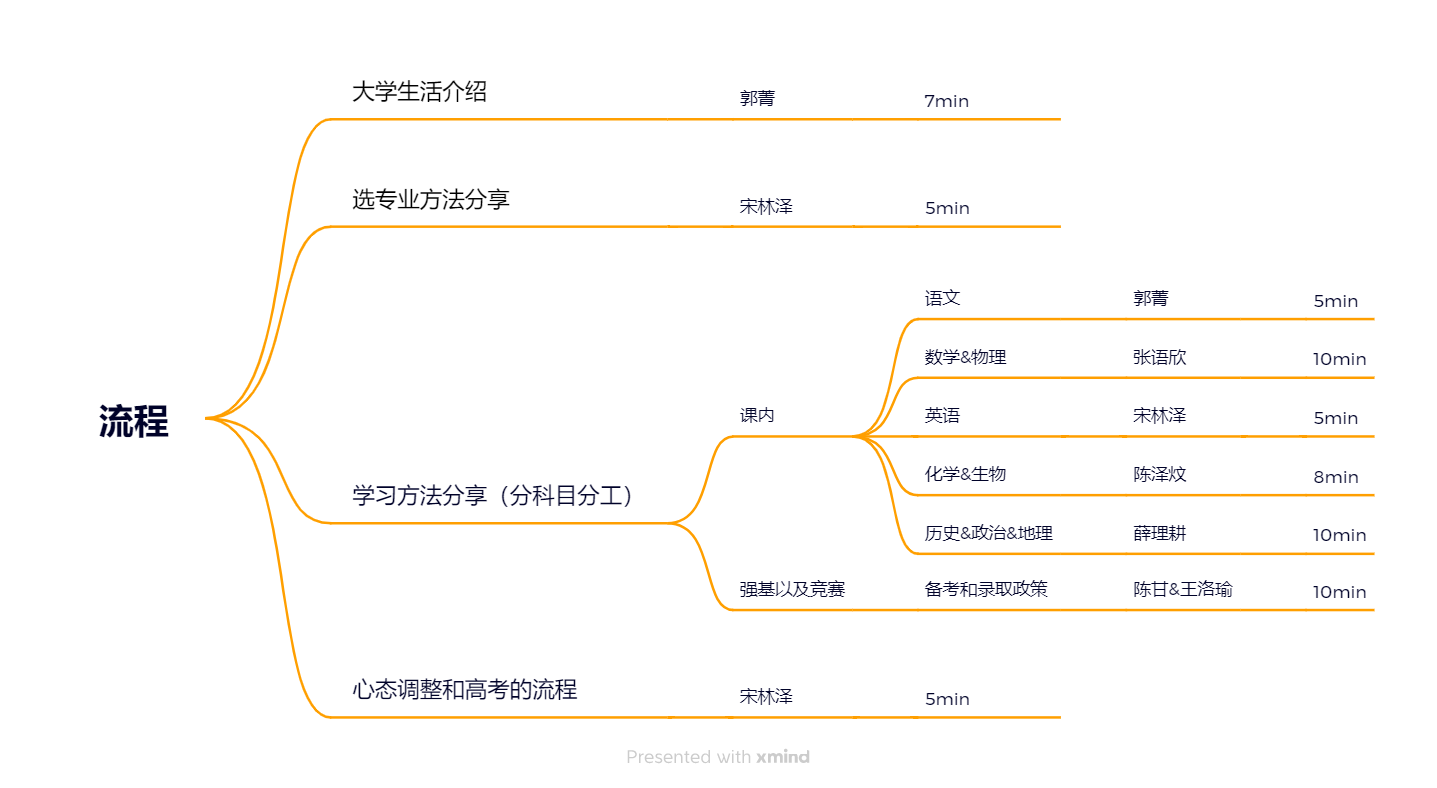 流程
大学生活介绍 郭菁 7min
选专业方法分享 宋林泽 5min
学习方法分享（分科目分工）
课内
语文 郭菁 5min
数学&物理 张语欣 10min
英语 宋林泽 5min
化学&生物 陈泽炆 8min
历史&政治&地理 薛理耕 10min
强基以及竞赛 备考和录取政策 陈甘&王洛瑜 10min
心态调整和高考的流程 宋林泽 5min
Presented with xmind